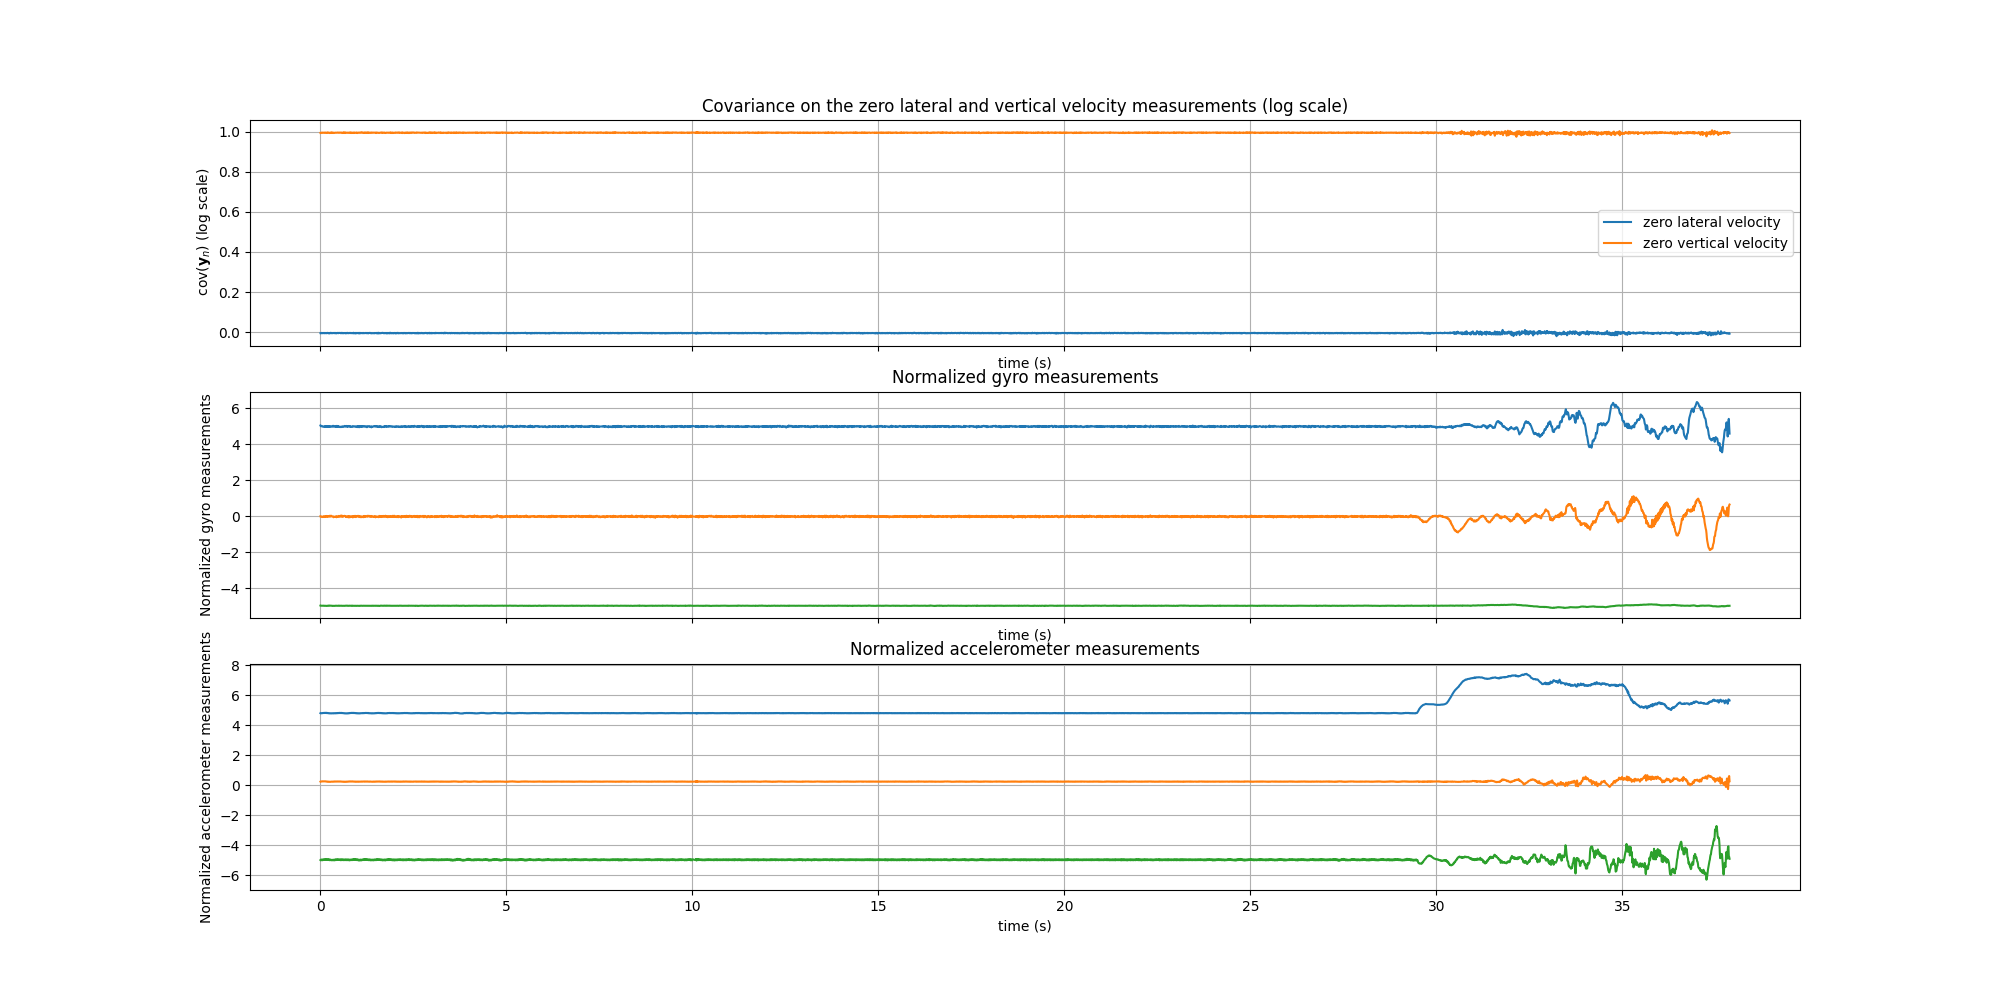 Covariance on the zero lateral and vertical velocity measurements (log scale)
cov(yₙ) (log scale)
1.0
0.8
0.6
0.4
0.2
0.0
zero lateral velocity
zero vertical velocity
time (s)
Normalized gyro measurements
Normalized gyro measurements
6
4
2
0
−2
−4
time (s)
Normalized accelerometer measurements
Normalized accelerometer measurements
8
6
4
2
0
−2
−4
−6
0 5 10 15 20 25 30 35
time (s)